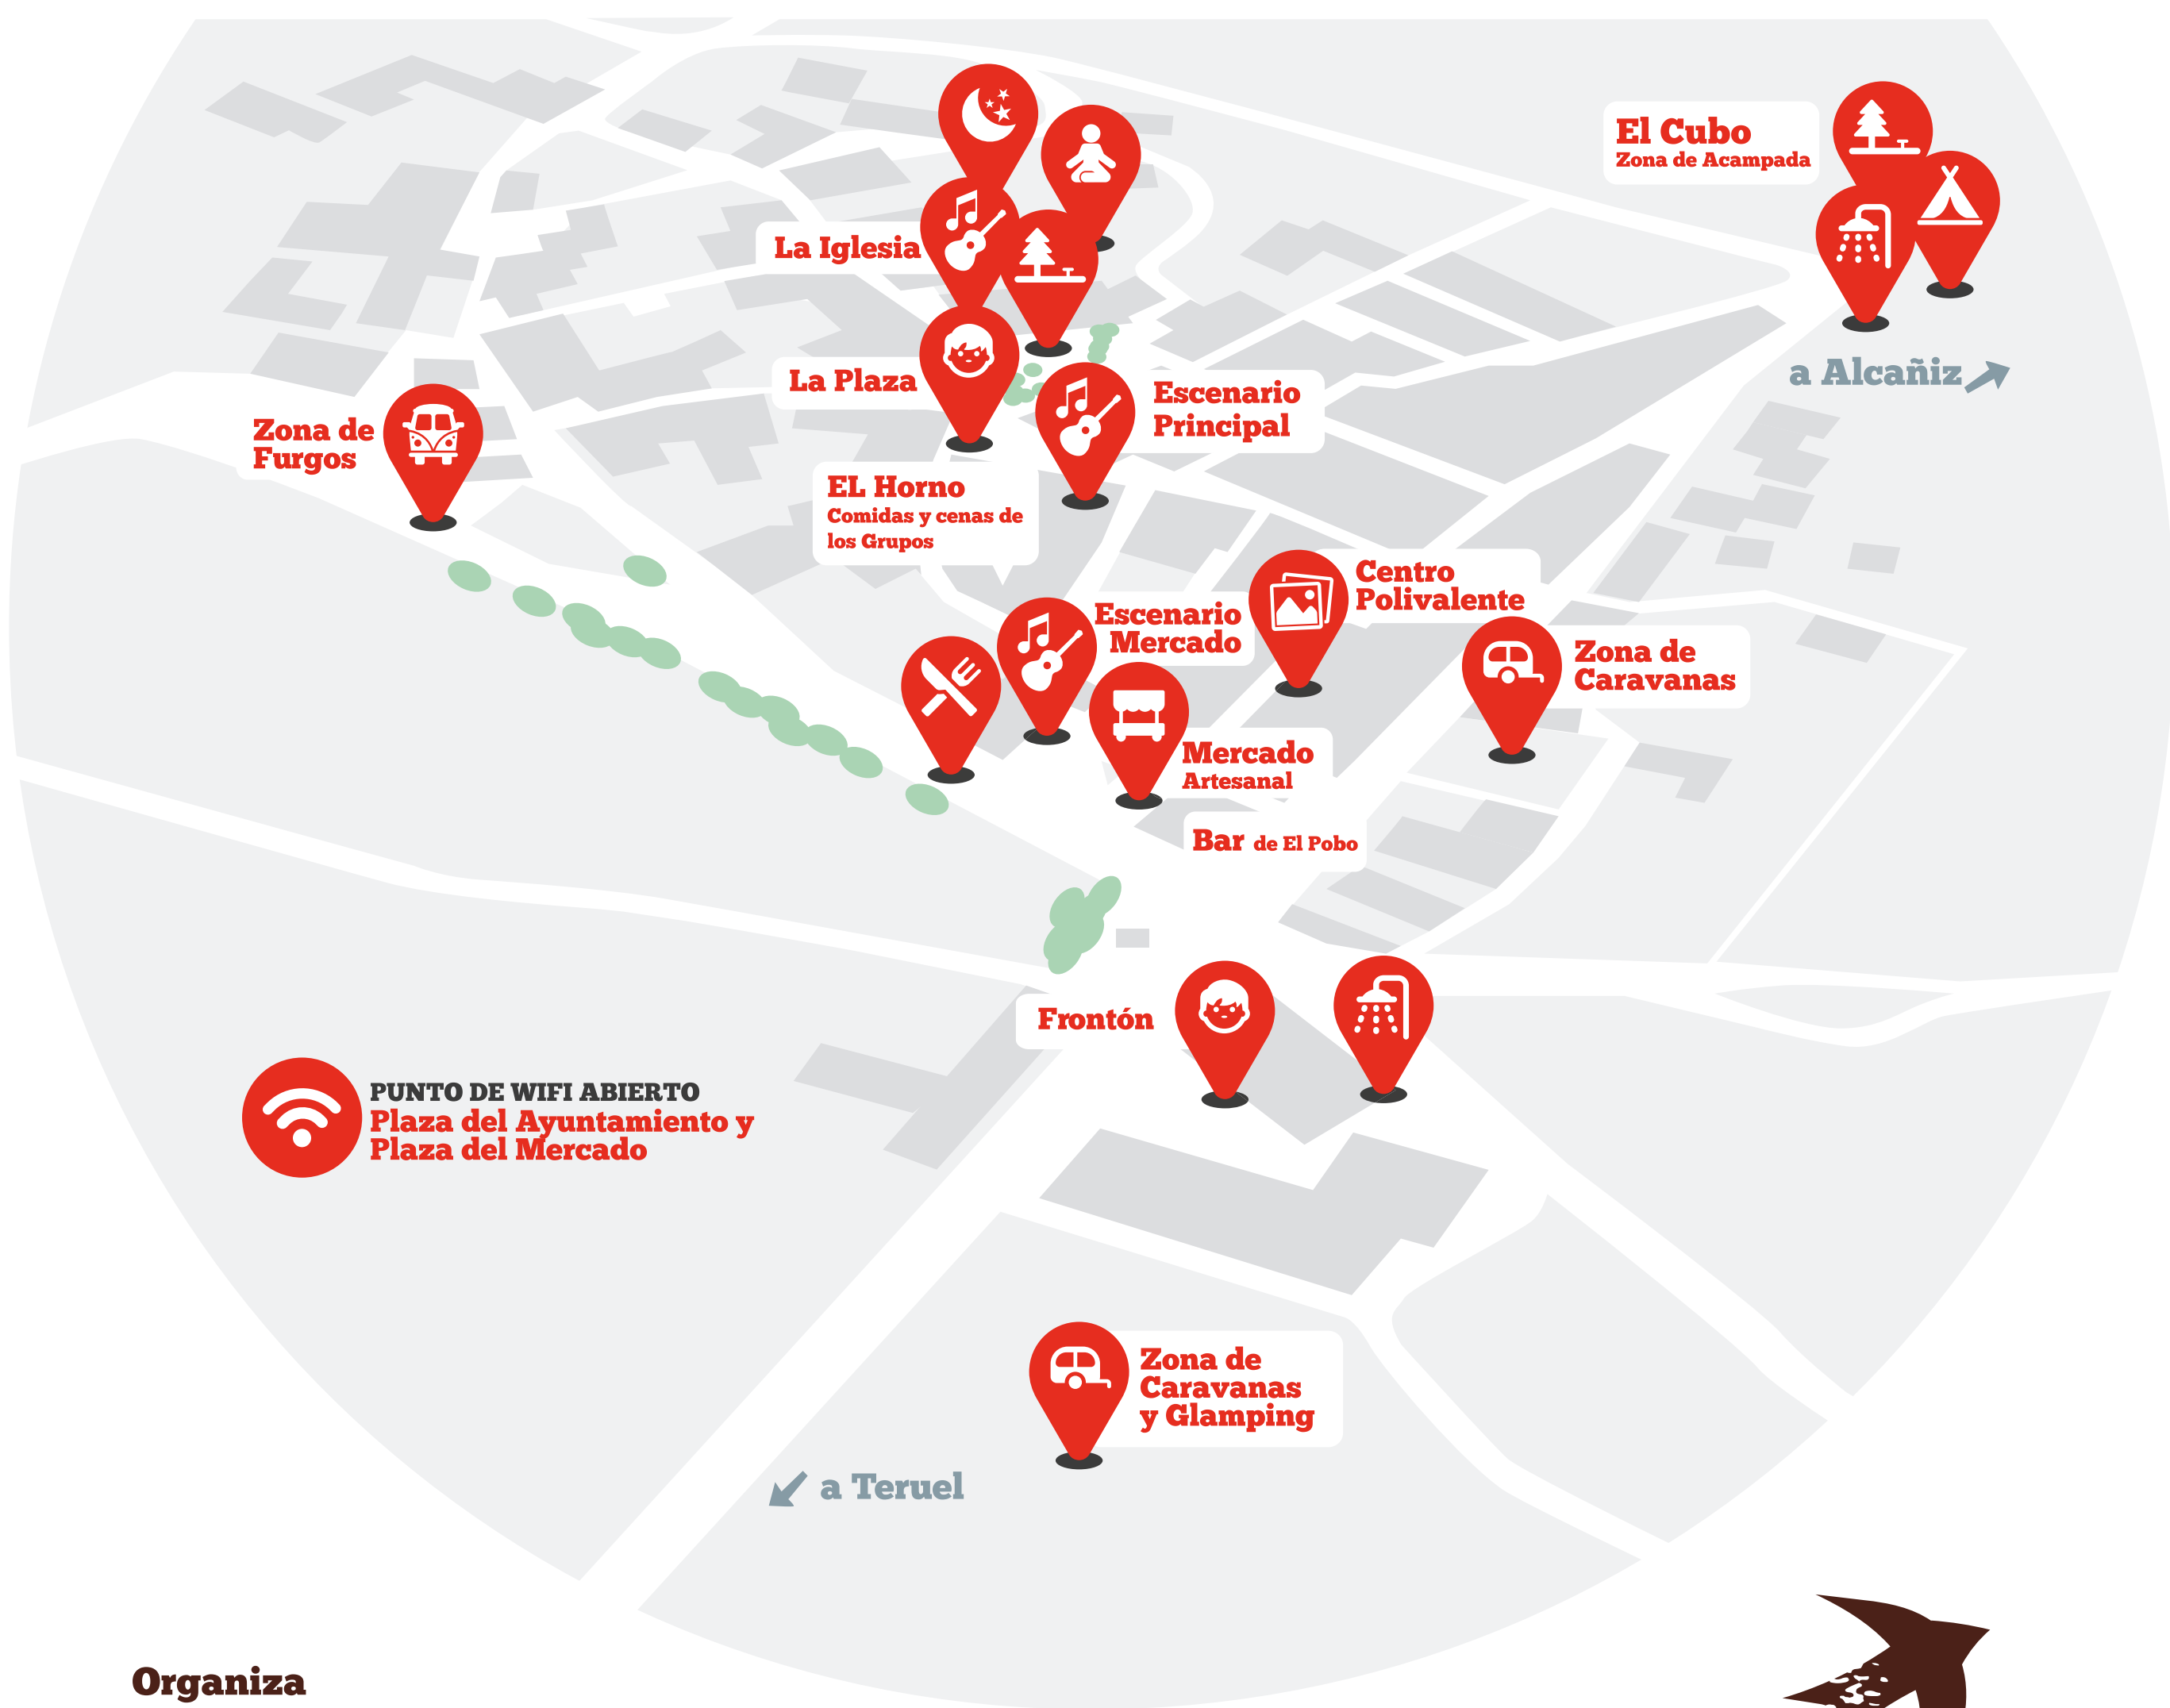 El Cubo
Zona de Acampada
La Iglesia
a Alcañiz
La Plaza
Escenario
Principal
Zona de
Furgos
EL Horno
Comidas y cenas de
los Grupos
Centro
Polivalente
Escenario
Mercado
Zona de
Caravanas
Mercado
Artesanal
Bar de El Pobo
Frontón
PUNTO DE WIFI ABIERTO
Plaza del Ayuntamiento y
Plaza del Mercado
Zona de
Caravanas
y Glamping
a Teruel
Organiza